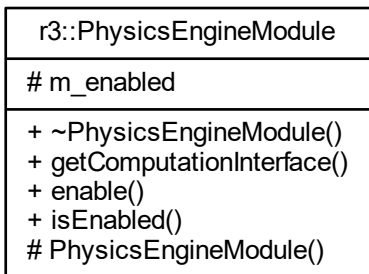 r3::PhysicsEngineModule
# m_enabled
+ ~PhysicsEngineModule()
+ getComputationInterface()
+ enable()
+ isEnabled()
# PhysicsEngineModule()